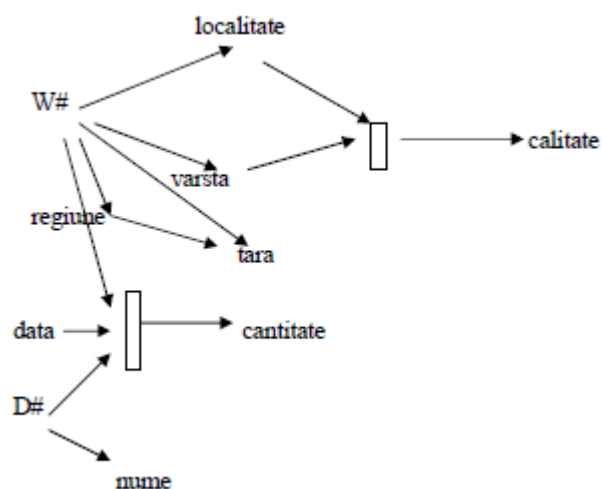 localitate
W#
calitate
varsta
regiune
tara
data
cantitate
D#
nume